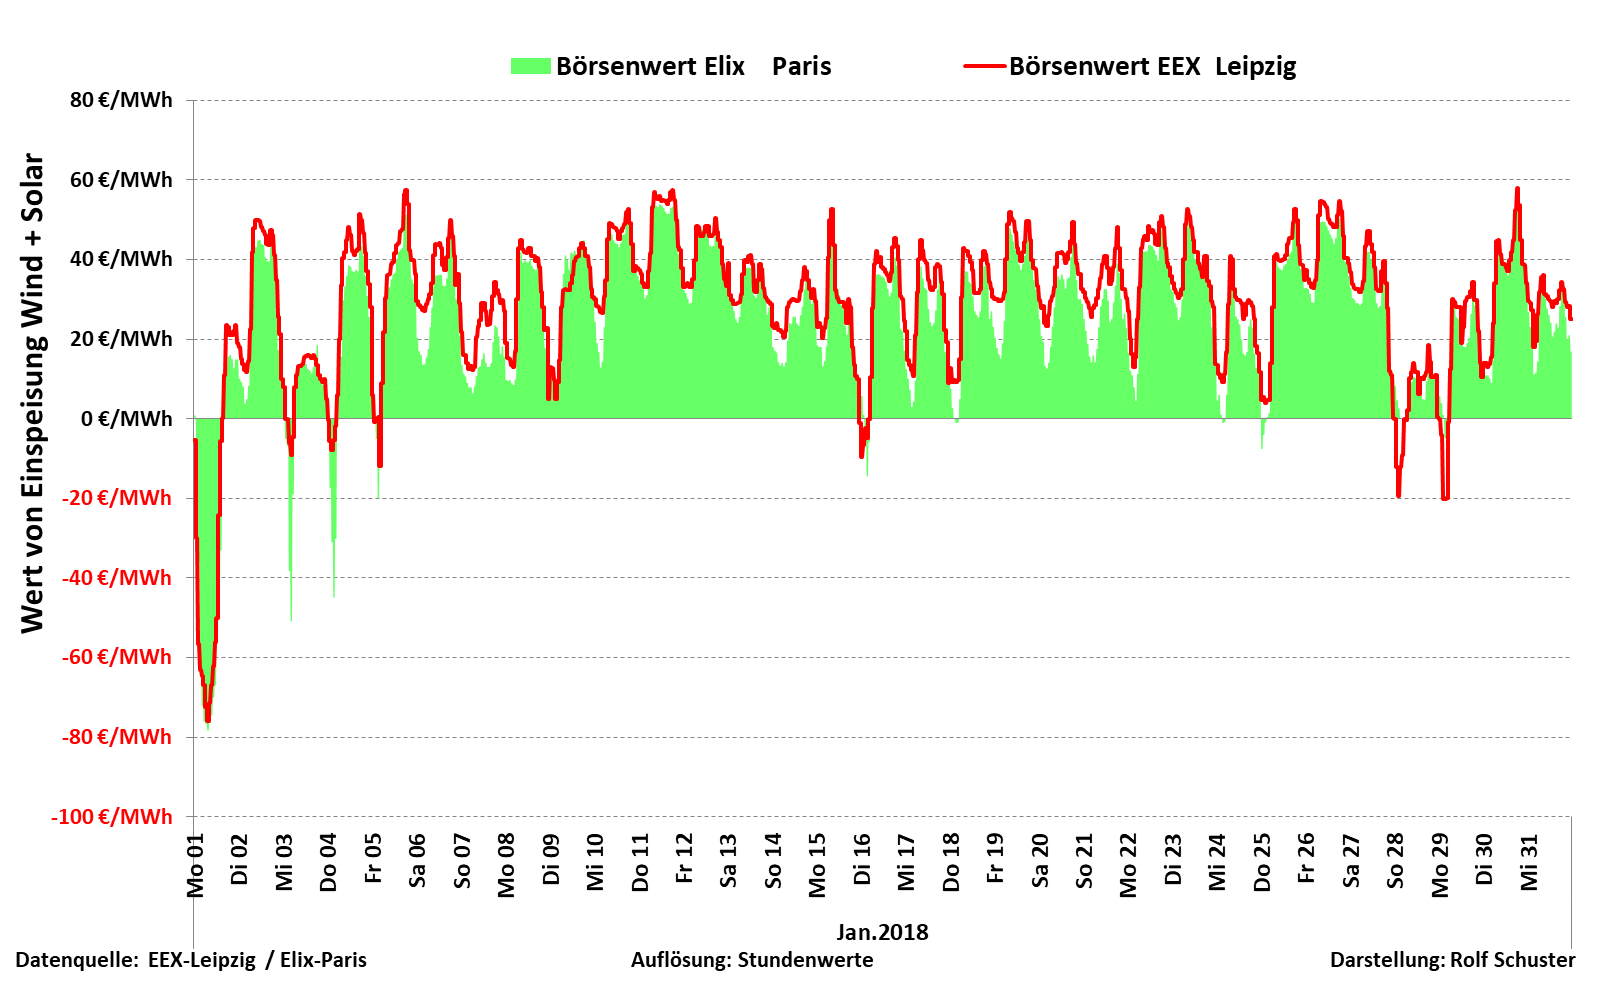 Börsenwert Elix Paris
Börsenwert EEX Leipzig
Wert von Einspeisung Wind + Solar
80 €/MWh
60 €/MWh
40 €/MWh
20 €/MWh
0 €/MWh
-20 €/MWh
-40 €/MWh
-60 €/MWh
-80 €/MWh
-100 €/MWh
Mo 01
Di 02
Mi 03
Do 04
Fr 05
Sa 06
So 07
Mo 08
Di 09
Mi 10
Do 11
Fr 12
Sa 13
So 14
Mo 15
Di 16
Mi 17
Do 18
Fr 19
Sa 20
So 21
Mo 22
Di 23
Mi 24
Do 25
Fr 26
Sa 27
So 28
Mo 29
Di 30
Mi 31
Jan.2018
Datenquelle: EEX-Leipzig / Elix-Paris
Auflösung: Stundenwerte
Darstellung: Rolf Schuster